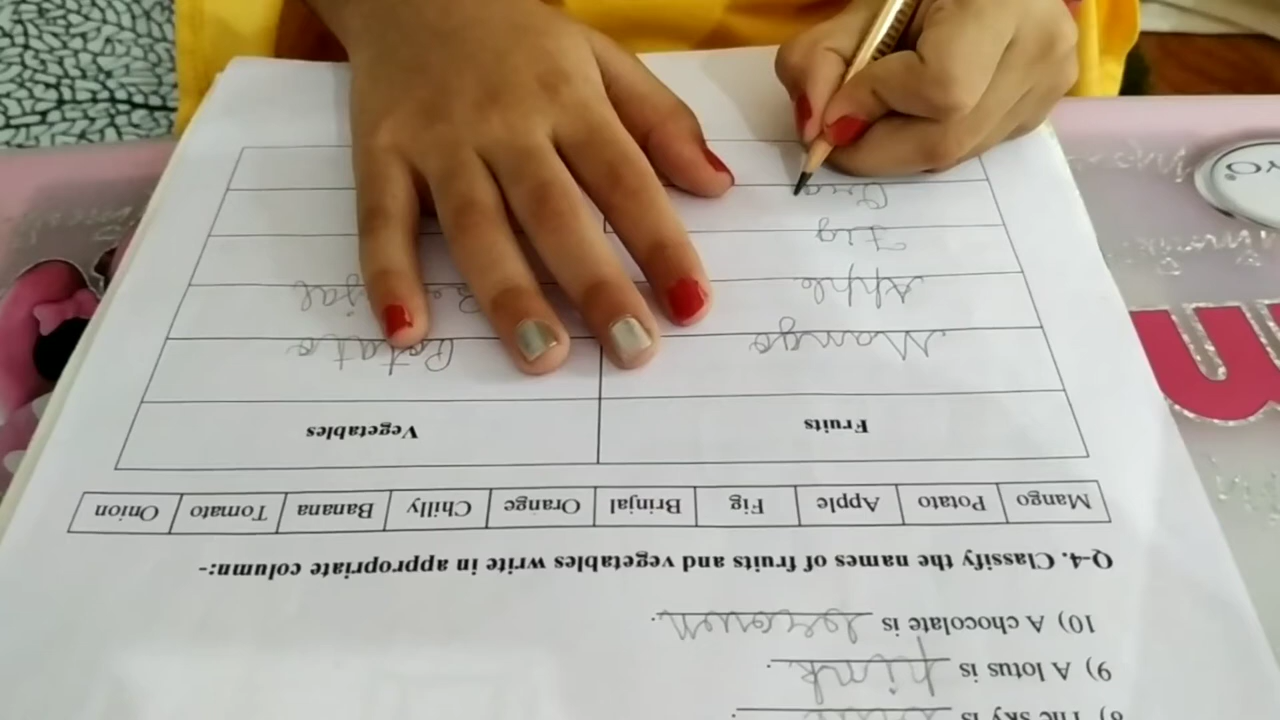 8) The sky is
9) A lotus is pink.
10) A chocolate is brown.
Q-4. Classify the names of fruits and vegetables write in appropriate column:-
Mango Potato Apple Fig Brinjal Orange Chilly Banana Tomato Onion
Fruits Vegetables
Mango Potato
Apple
Fig
Ora